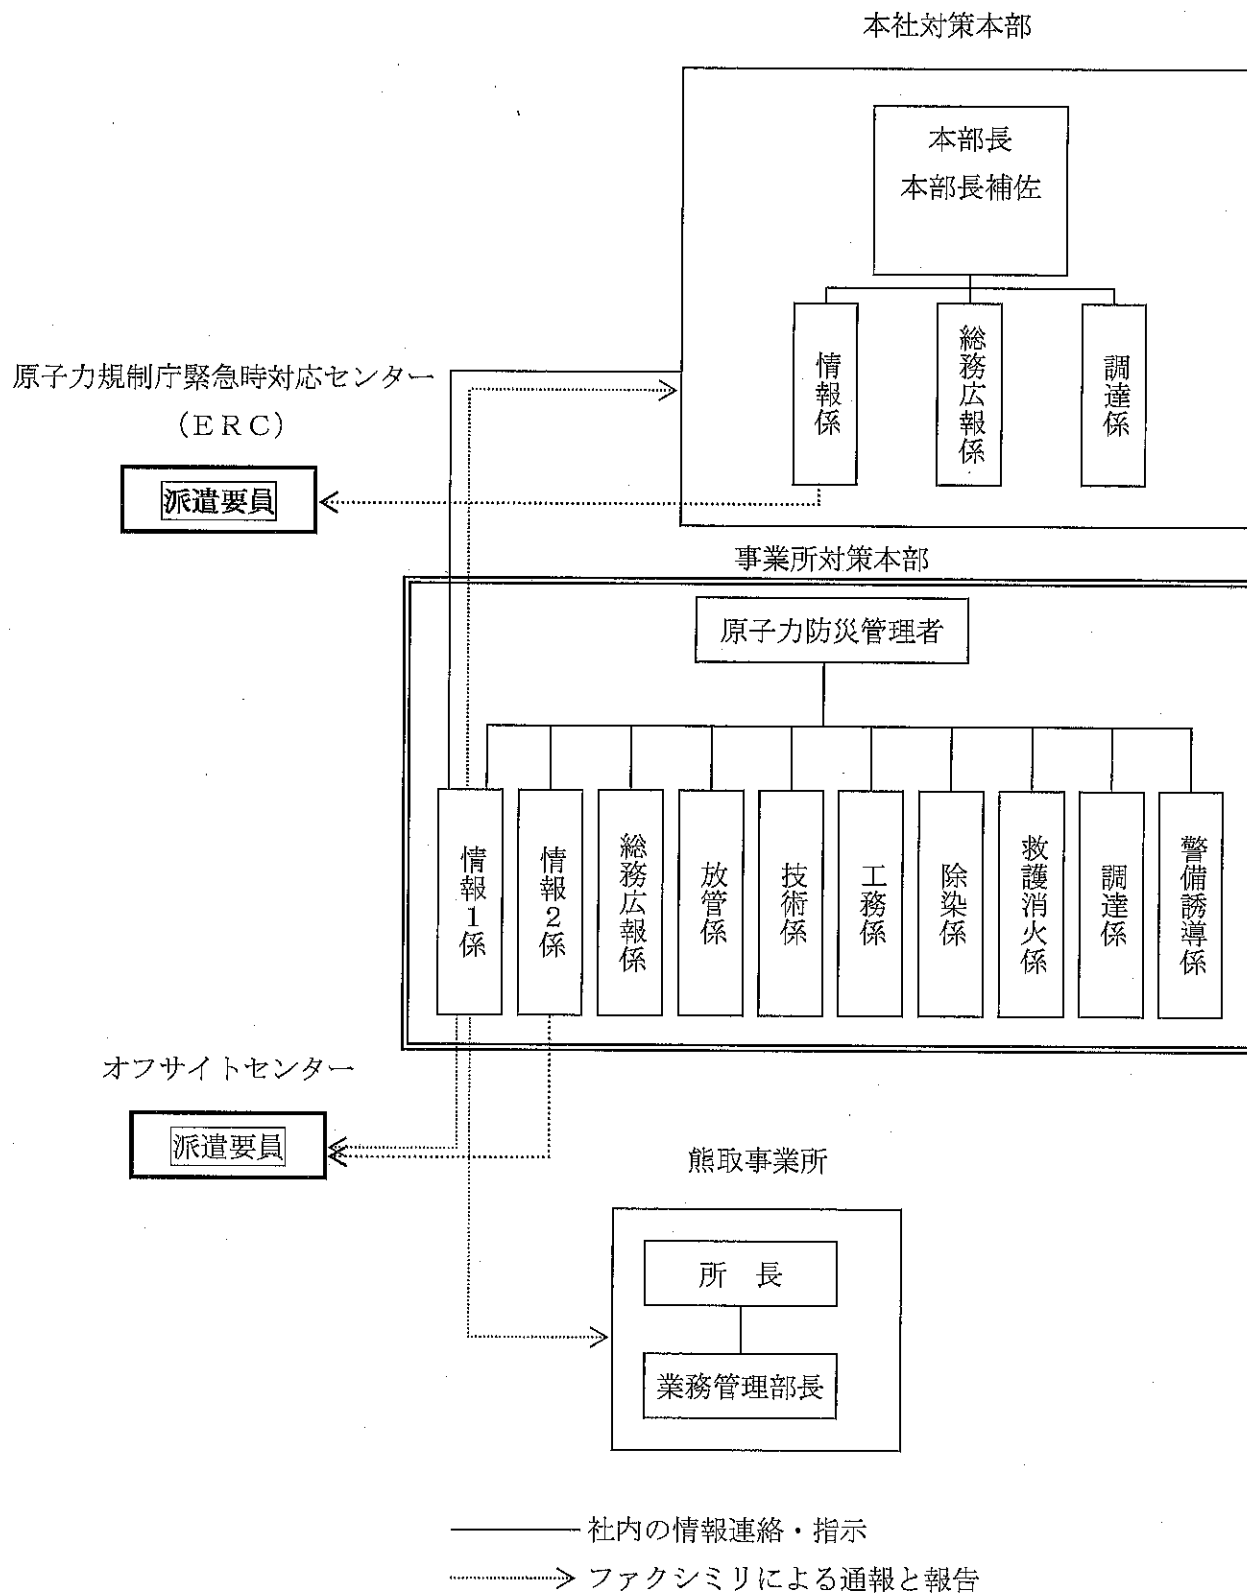 本社対策本部
本部長
本部長補佐
情報係
総務広報係
調達係
原子力規制庁緊急時対応センター
(ERC)
派遣要員
事業所対策本部
原子力防災管理者
情報1係
情報2係
総務広報係
放管係
技術係
工務係
除染係
救護消火係
調達係
警備誘導係
オフサイトセンター
派遣要員
熊取事業所
所　長
業務管理部長
社内の情報連絡・指示
ファクシミリによる通報と報告